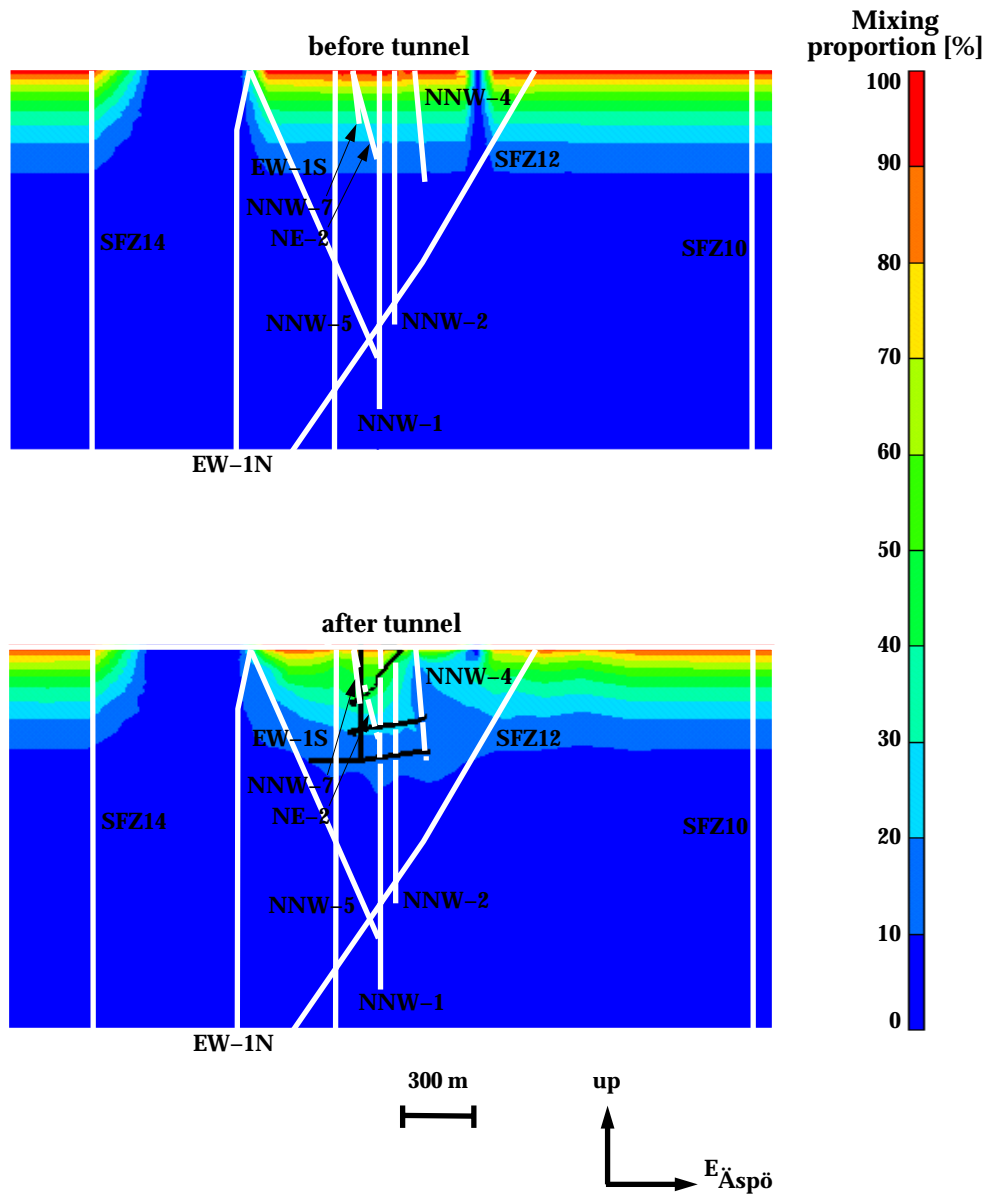 Mixing
proportion [%]
before tunnel
100
90
80
70
60
50
40
30
20
10
0
NNW–4
EW–1S
SFZ12
NNW–7
NE–2
SFZ14
SFZ10
NNW–5
NNW–2
NNW–1
EW–1N
after tunnel
NNW–4
EW–1S
SFZ12
NNW–7
NE–2
SFZ14
SFZ10
NNW–5
NNW–2
NNW–1
EW–1N
300 m
up
E Äspö